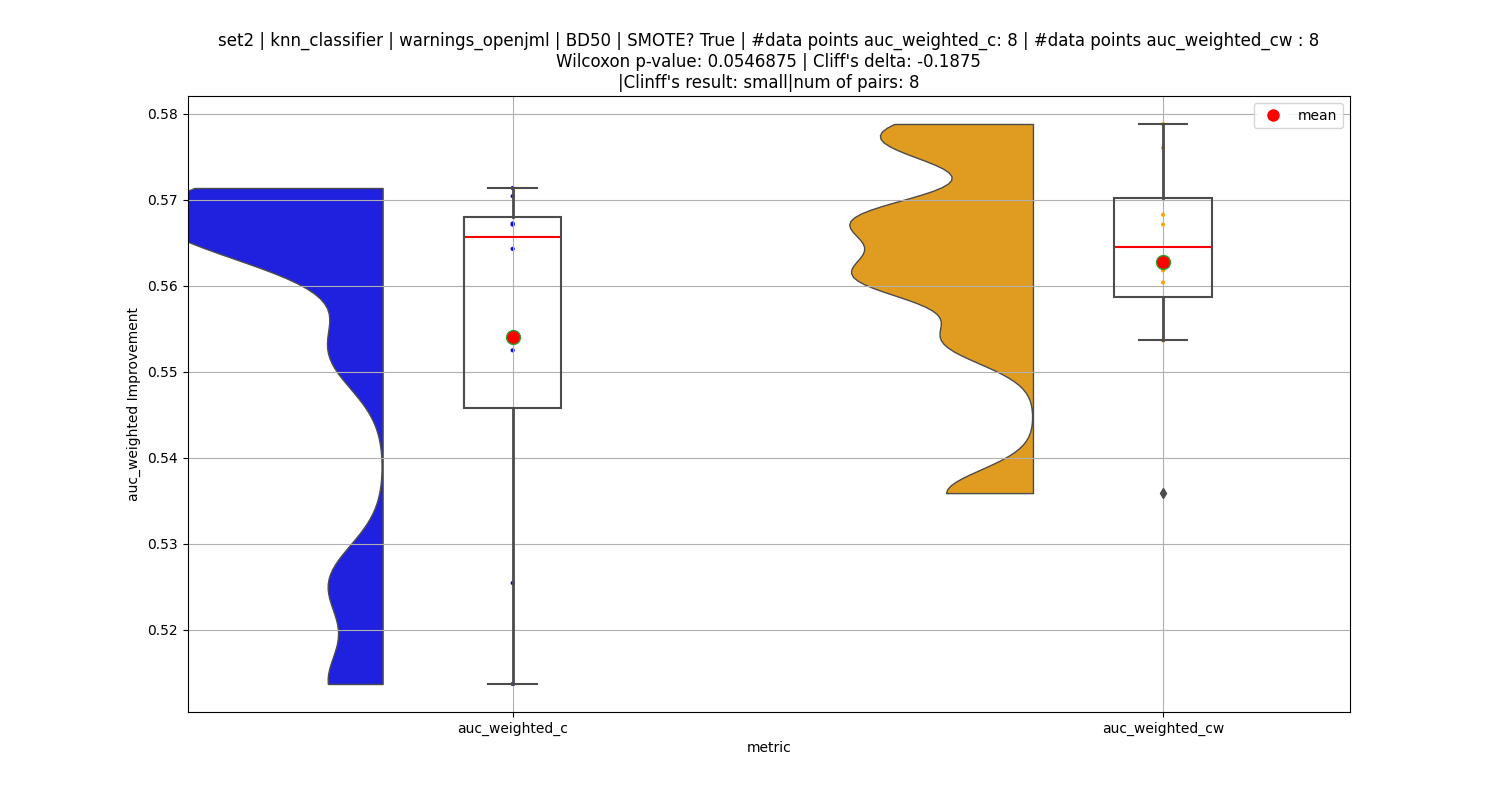 set2 | knn_classifier | warnings_openjml | BD50 | SMOTE? True | #data points auc_weighted_c: 8 | #data points auc_weighted_cw : 8
Wilcoxon p-value: 0.0546875 | Cliff's delta: -0.1875
|Clinff's result: small|num of pairs: 8
mean
0.58
0.57
0.56
0.55
0.54
0.53
0.52
auc_weighted Improvement
auc_weighted_c
auc_weighted_cw
metric